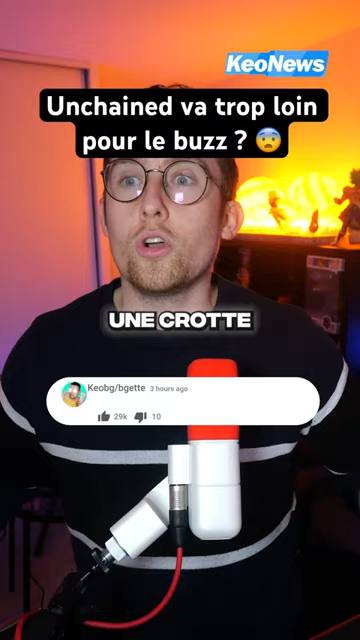 KeoNews
Unchained va trop loin
pour le buzz ? 😨
UNE CROTTE
Keobg/bgette 3 hours ago
29k 10